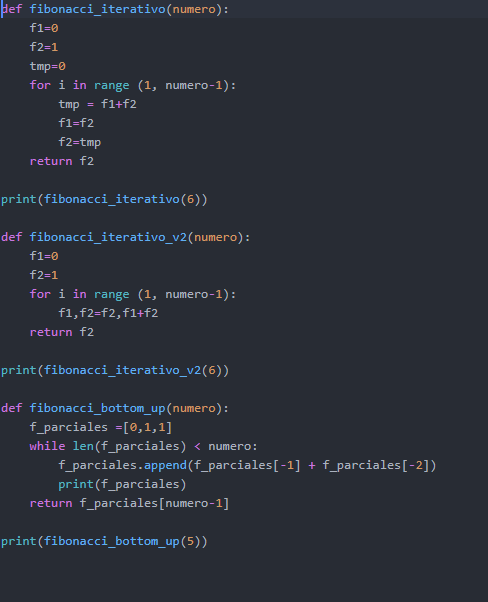 def fibonacci_iterativo(numero):
    f1=0
    f2=1
    tmp=0
    for i in range (1, numero-1):
        tmp = f1+f2
        f1=f2
        f2=tmp
    return f2

print(fibonacci_iterativo(6))

def fibonacci_iterativo_v2(numero):
    f1=0
    f2=1
    for i in range (1, numero-1):
        f1,f2=f2,f1+f2
    return f2

print(fibonacci_iterativo_v2(6))

def fibonacci_bottom_up(numero):
    f_parciales =[0,1,1]
    while len(f_parciales) < numero:
        f_parciales.append(f_parciales[-1] + f_parciales[-2])
        print(f_parciales)
    return f_parciales[numero-1]

print(fibonacci_bottom_up(5))